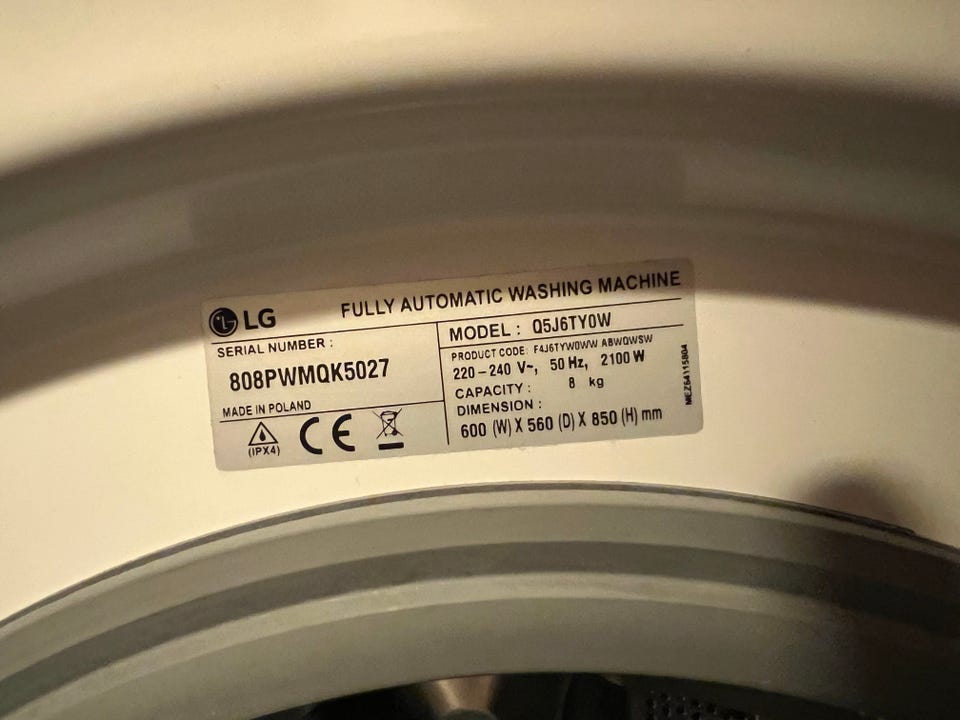 LG FULLY AUTOMATIC WASHING MACHINE
SERIAL NUMBER :
808PWMQK5027
MADE IN POLAND
(IPX4)
CE
MODEL : Q5J6TY0W
PRODUCT CODE: F4J6TYW0WW ABWQWSW
220 – 240 V~, 50 Hz, 2100 W
CAPACITY : 8 kg
DIMENSION :
600 (W) X 560 (D) X 850 (H) mm
MEZ64115804